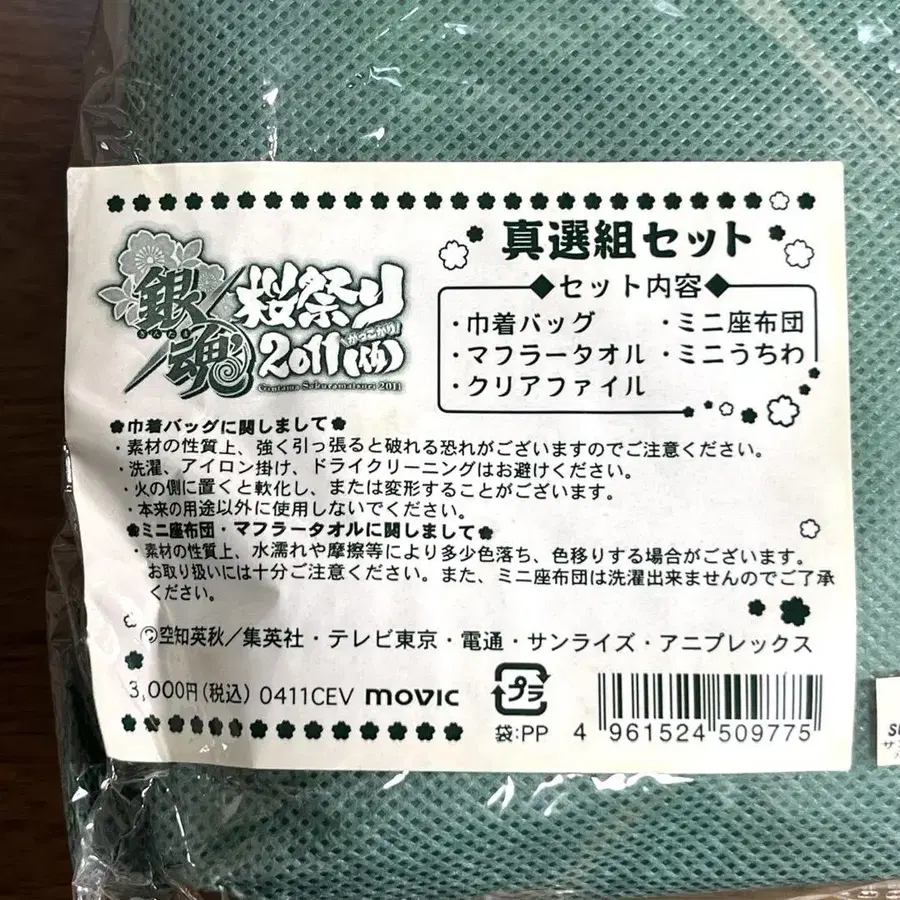 真選組セット
銀魂
ぎんたま
桜祭り
2011(仮)
かっこかり!
Gintama Sakuramatsuri 2011
セット内容
・巾着バッグ ・ミニ座布団
・マフラータオル ・ミニうちわ
・クリアファイル
巾着バッグに関しまして
・素材の性質上、強く引っ張ると破れる恐れがございますのでご注意ください。
・洗濯、アイロン掛け、ドライクリーニングはお避けください。
・火の側に置くと軟化し、または変形することがございます。
・本来の用途以外に使用しないでください。
ミニ座布団・マフラータオルに関しまして
・素材の性質上、水濡れや摩擦等により多少色落ち、色移りする場合がございます。
お取り扱いには十分ご注意ください。また、ミニ座布団は洗濯出来ませんのでご了承
ください。
©空知英秋/集英社・テレビ東京・電通・サンライズ・アニプレックス
3,000円(税込) 0411CEV movic
プラ
袋:PP
4 961524 509775